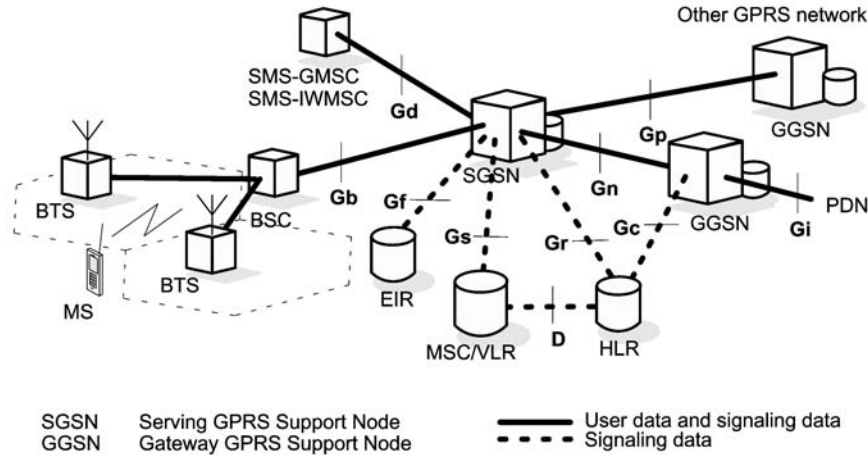 Other GPRS network
SMS-GMSC
SMS-IWMSC
Gd
Gp
GGSN
SGSN
Gn
BTS
BSC
Gb
Gf
GGSN
PDN
Gi
Gs
Gr
Gc
MS
BTS
EIR
MSC/VLR
D
HLR
SGSN Serving GPRS Support Node
GGSN Gateway GPRS Support Node
User data and signaling data
Signaling data